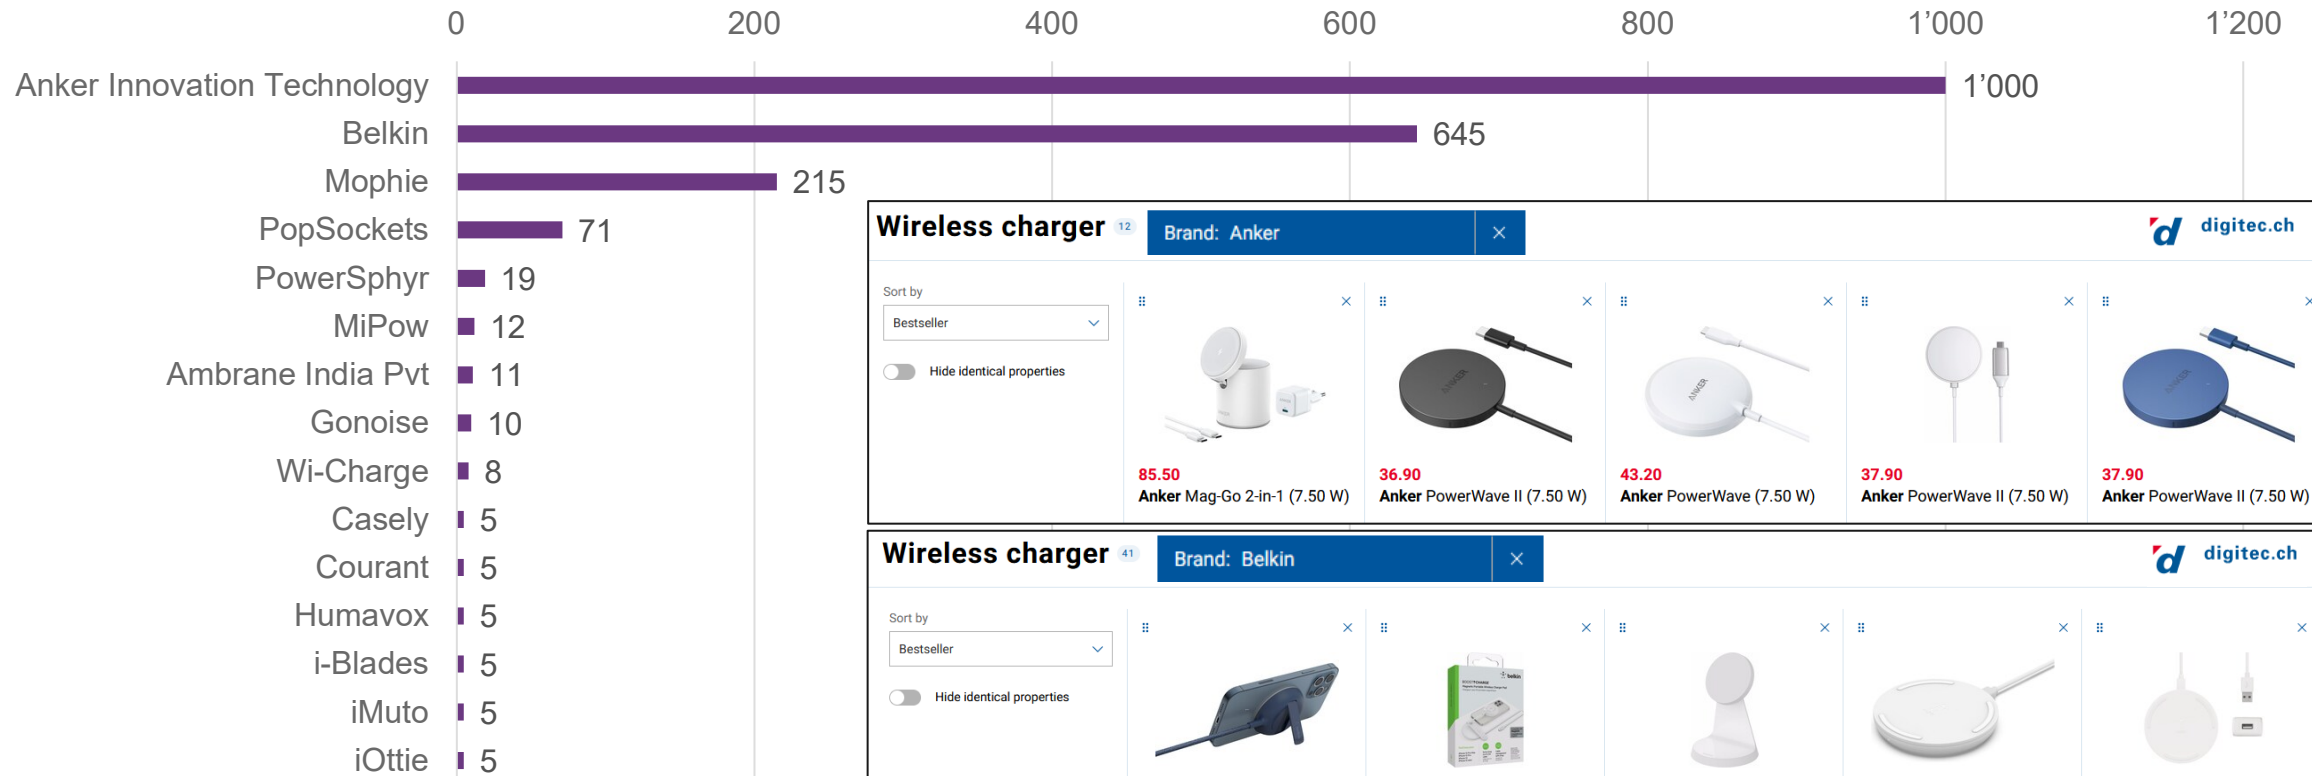 0 200 400 600 800 1’000 1’200
Anker Innovation Technology 1’000
Belkin 645
Mophie 215
PopSockets 71
PowerSphyr 19
MiPow 12
Ambrane India Pvt 11
Gonoise 10
Wi-Charge 8
Casely 5
Courant 5
Humavox 5
i-Blades 5
iMuto 5
iOttie 5
Wireless charger 12 Brand: Anker digitec.ch
Sort by
Bestseller
Hide identical properties
ANKER ANKER ANKER
85.50 36.90 43.20 37.90 37.90
Anker Mag-Go 2-in-1 (7.50 W) Anker PowerWave II (7.50 W) Anker PowerWave (7.50 W) Anker PowerWave II (7.50 W) Anker PowerWave II (7.50 W)
Wireless charger 41 Brand: Belkin digitec.ch
Sort by
Bestseller
Hide identical properties
belkin